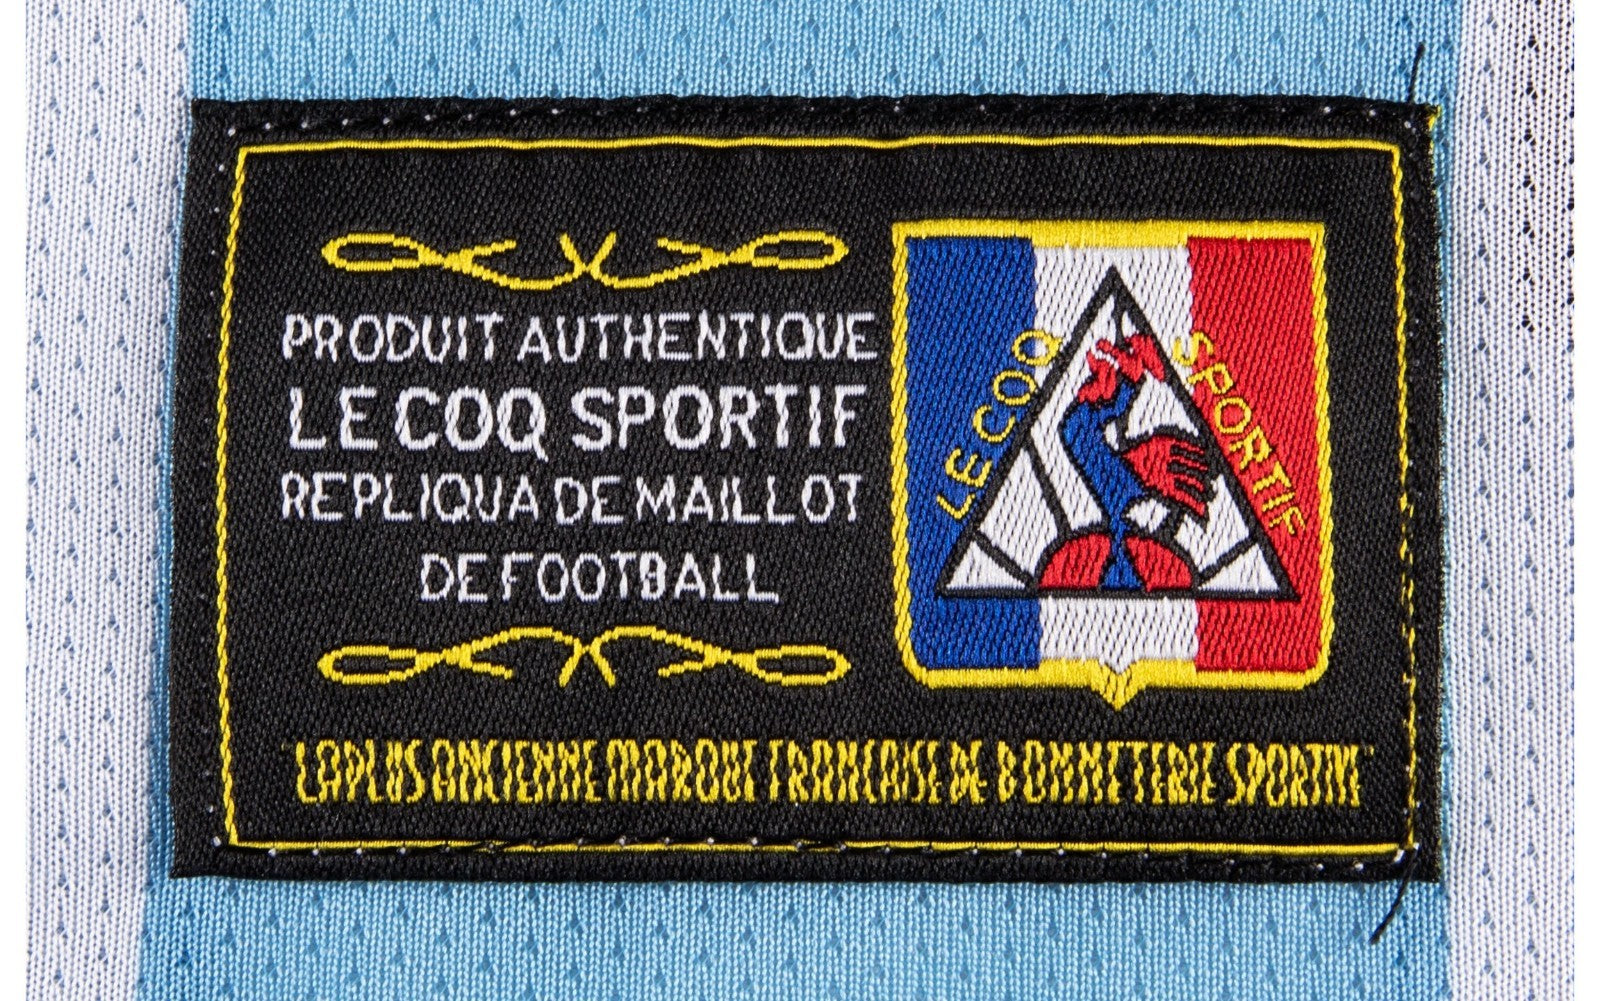 PRODUIT AUTHENTIQUE
LE COQ SPORTIF
REPLIQUA DE MAILLOT
DE FOOTBALL
LE COQ SPORTIF
"LA PLUS ANCIENNE MARQUE FRANCAISE DE BONNETERIE SPORTIVE"